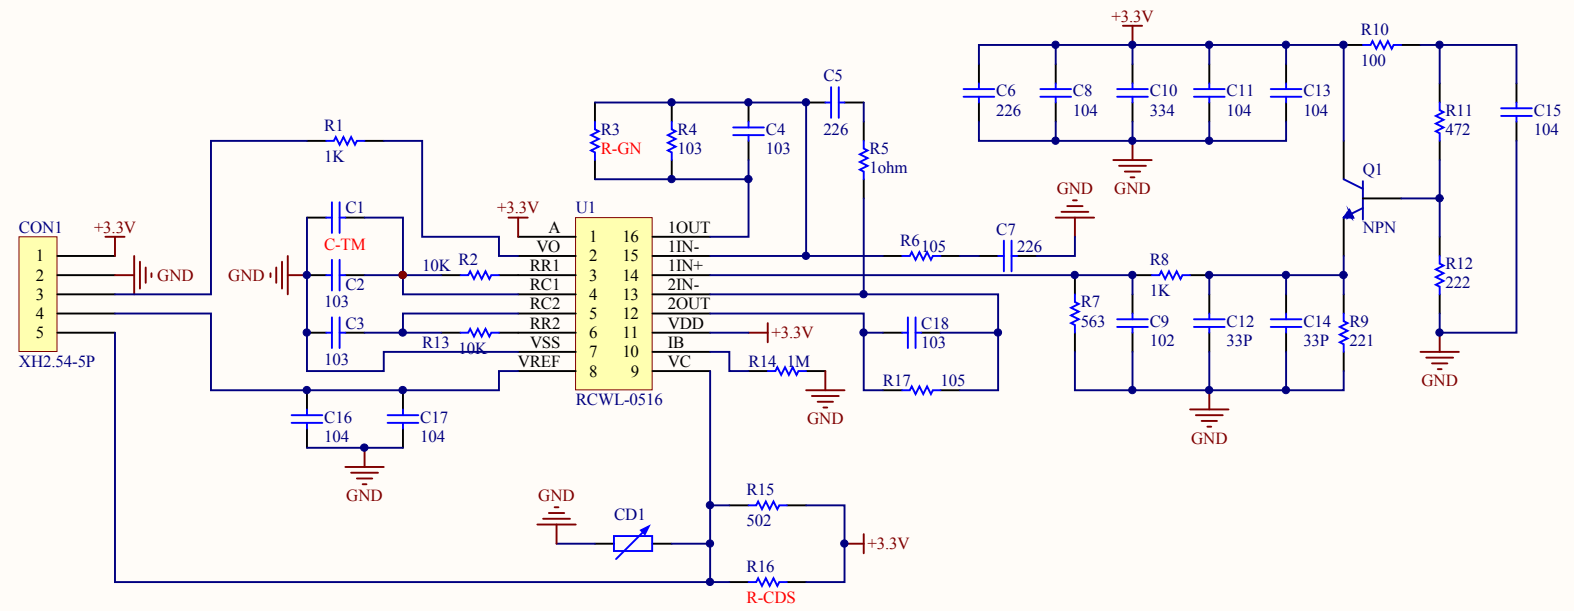 CON1
1
2
3
4
5
XH2.54-5P
+3.3V
GND
R1
1K
GND
C1
C-TM
C2
103
C3
103
10K R2
R13 10K
C16
104
C17
104
GND
+3.3V
U1
A 1 16 1OUT
VO 2 15 1IN-
RR1 3 14 1IN+
RC1 4 13 2IN-
RC2 5 12 2OUT
RR2 6 11 VDD
VSS 7 10 IB
VREF 8 9 VC
RCWL-0516
R3
R-GN
R4
103
C4
103
C5
226
R5
1ohm
R6 105
C7 226
GND
+3.3V
R14 1M
GND
C18
103
R17 105
GND
CD1
R15
502
R16
R-CDS
+3.3V
+3.3V
C6
226
C8
104
C10
334
C11
104
C13
104
GND
R10
100
R11
472
C15
104
Q1
NPN
R12
222
GND
R7
563
C9
102
R8
1K
C12
33P
C14
33P
R9
221
GND